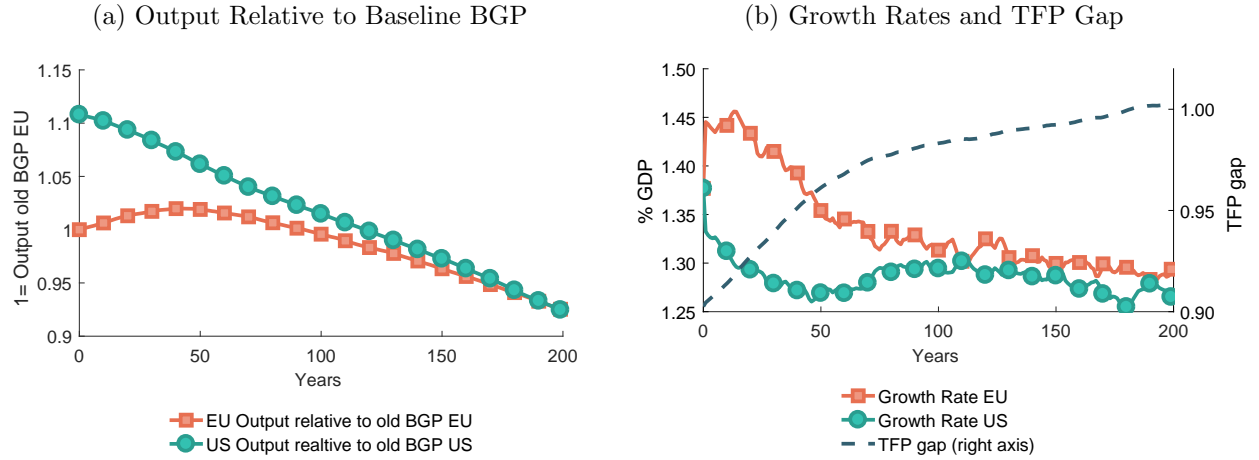 (a) Output Relative to Baseline BGP
1= Output old BGP EU
1.15
1.1
1.05
1
0.95
0.9
0
50
100
150
200
Years
EU Output relative to old BGP EU
US Output realtive to old BGP US
(b) Growth Rates and TFP Gap
% GDP
1.50
1.45
1.40
1.35
1.30
1.25
0
50
100
150
200
Years
1.00
0.95
0.90
TFP gap
Growth Rate EU
Growth Rate US
TFP gap (right axis)